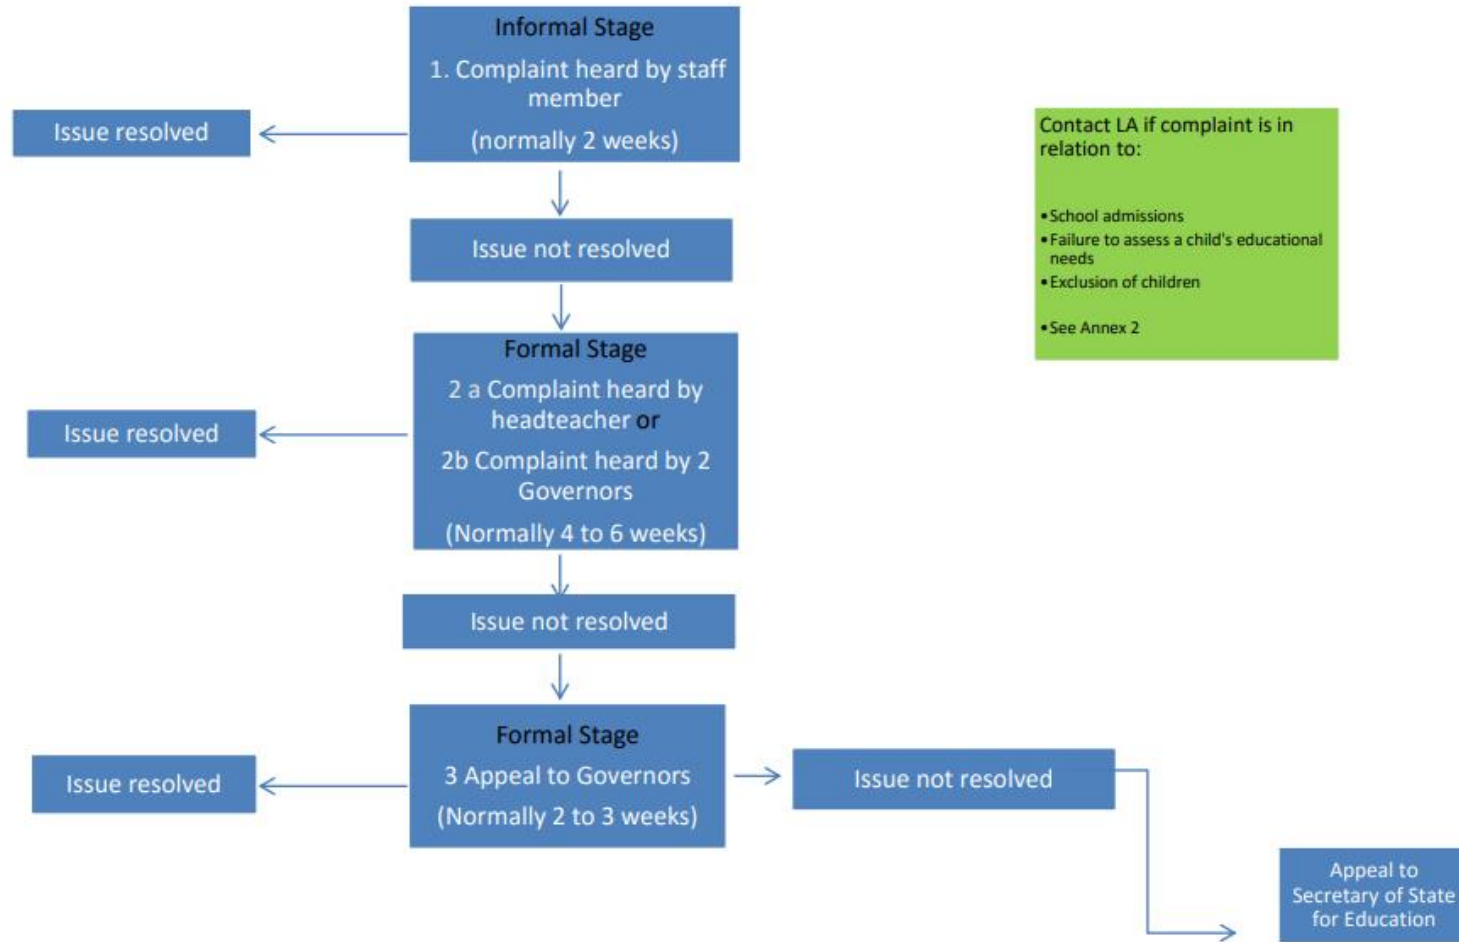 Informal Stage
1. Complaint heard by staff
member
(normally 2 weeks)
Issue resolved
Contact LA if complaint is in
relation to:
•School admissions
•Failure to assess a child's educational
needs
•Exclusion of children
•See Annex 2
Issue not resolved
Formal Stage
2 a Complaint heard by
headteacher or
2b Complaint heard by 2
Governors
(Normally 4 to 6 weeks)
Issue resolved
Issue not resolved
Formal Stage
3 Appeal to Governors
(Normally 2 to 3 weeks)
Issue resolved
Issue not resolved
Appeal to
Secretary of State
for Education